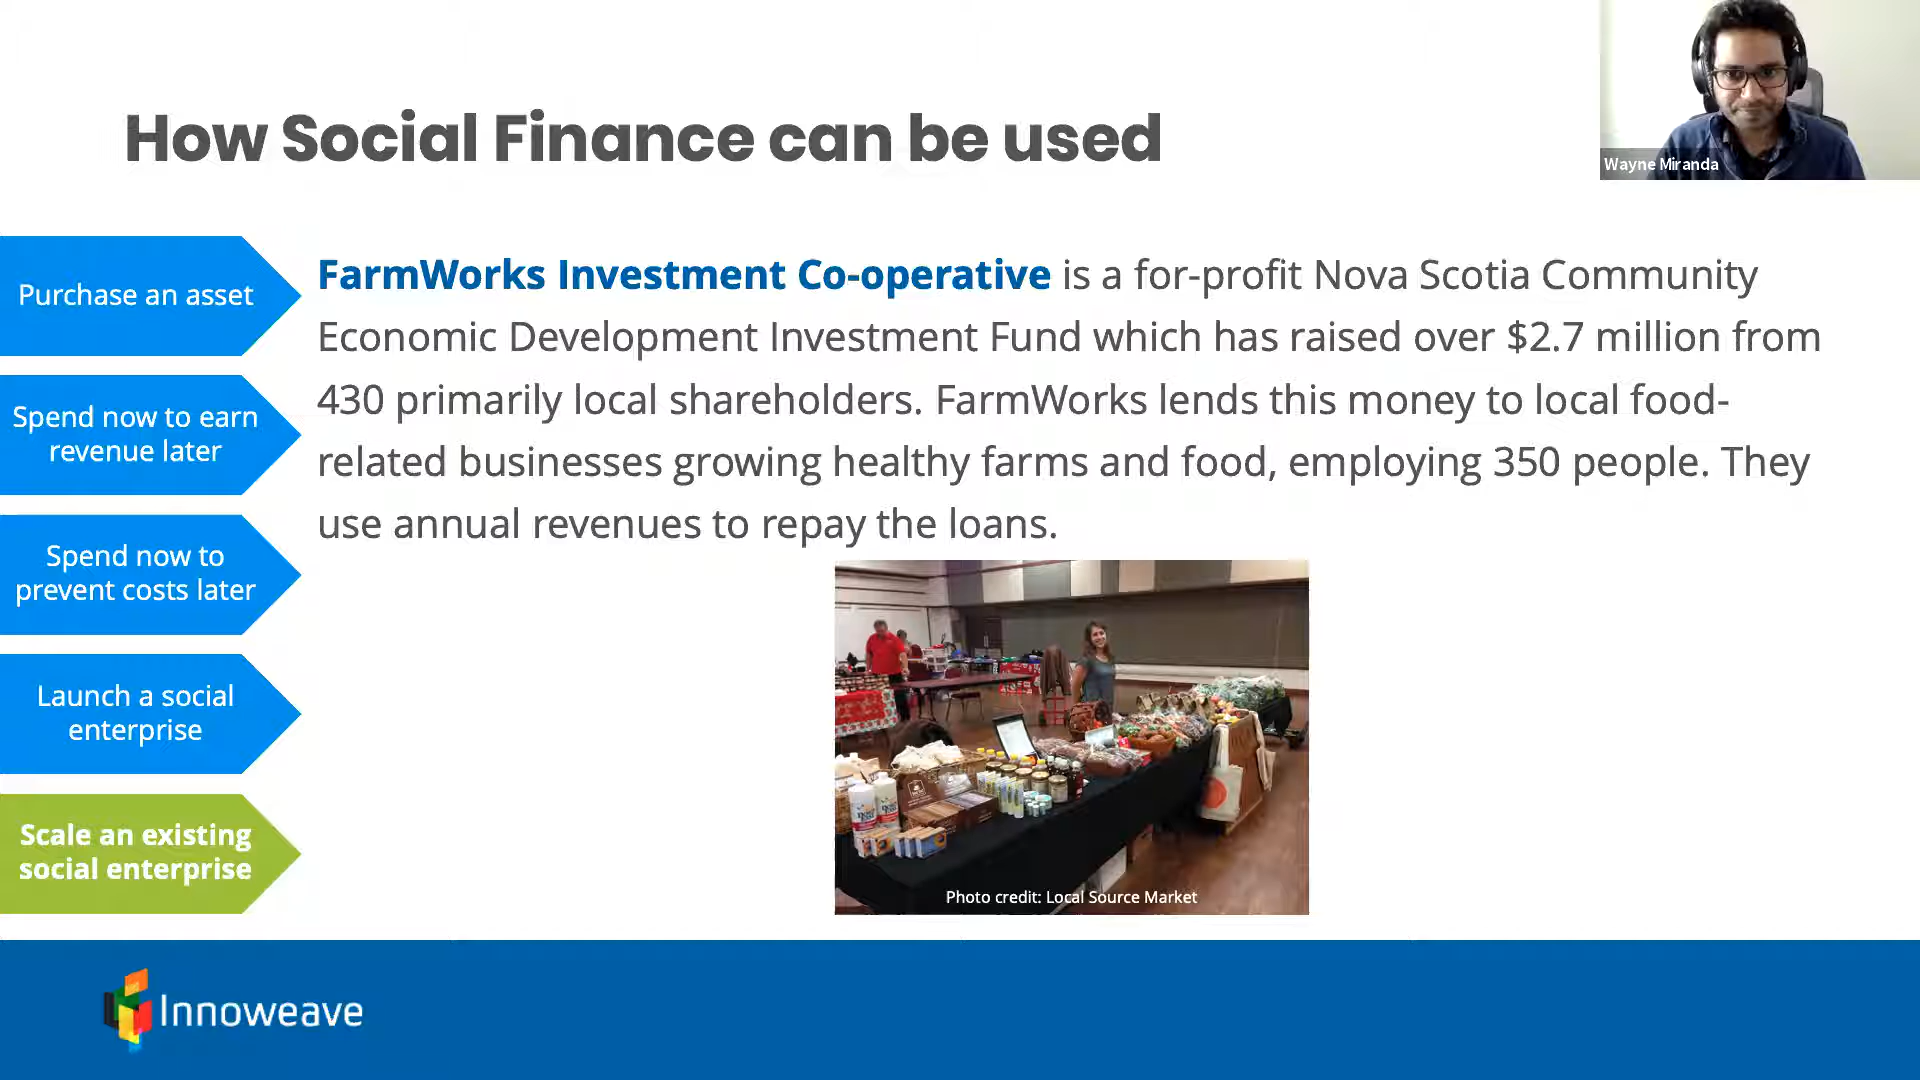 How Social Finance can be used
Wayne Miranda
Purchase an asset
Spend now to earn
revenue later
Spend now to
prevent costs later
Launch a social
enterprise
Scale an existing
social enterprise
FarmWorks Investment Co-operative is a for-profit Nova Scotia Community
Economic Development Investment Fund which has raised over $2.7 million from
430 primarily local shareholders. FarmWorks lends this money to local food-
related businesses growing healthy farms and food, employing 350 people. They
use annual revenues to repay the loans.
Photo credit: Local Source Market
Innoweave